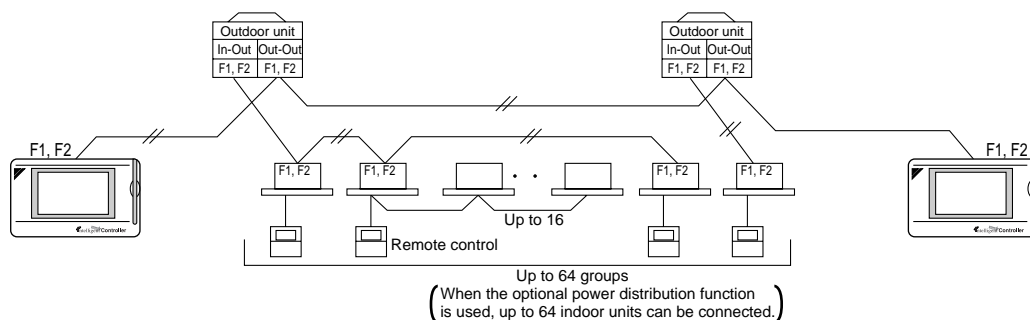 Outdoor unit
In-Out Out-Out
F1, F2 F1, F2
Outdoor unit
In-Out Out-Out
F1, F2 F1, F2
F1, F2
F1, F2
F1, F2
F1, F2
F1, F2
F1, F2
Controller
Controller
Up to 16
Remote control
Up to 64 groups
(When the optional power distribution function
is used, up to 64 indoor units can be connected.)